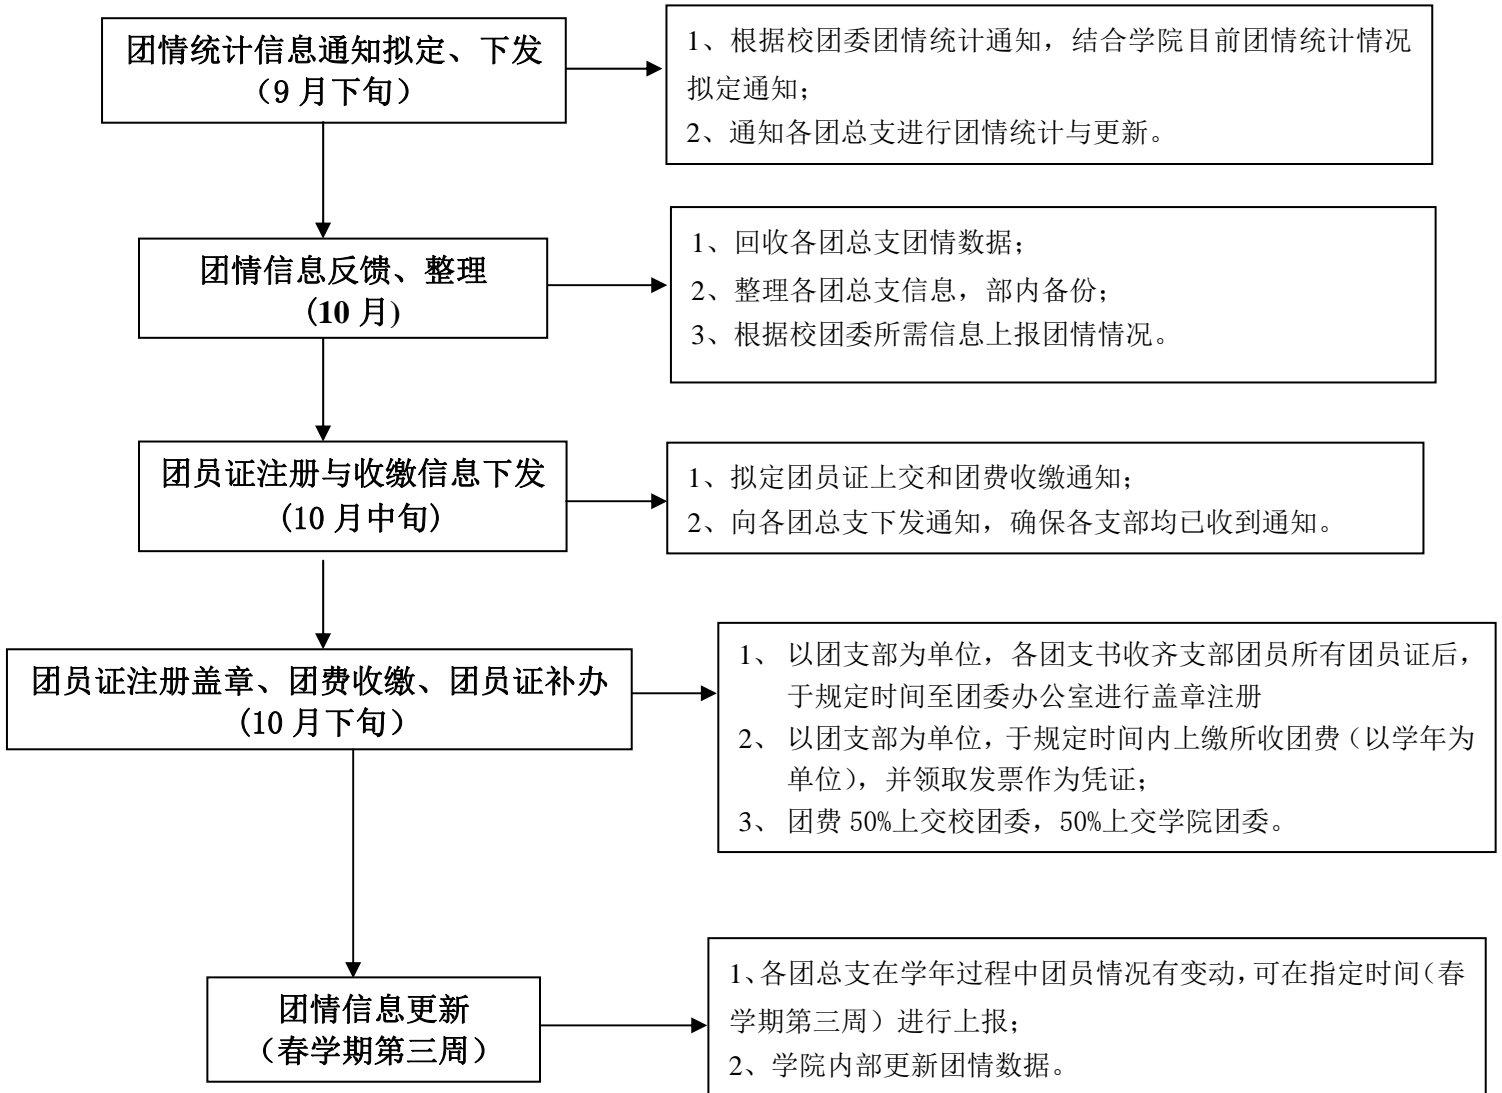 团情统计信息通知拟定、下发
（9 月下旬）
1、根据校团委团情统计通知，结合学院目前团情统计情况
拟定通知；
2、通知各团总支进行团情统计与更新。
团情信息反馈、整理
(10 月)
1、回收各团总支团情数据；
2、整理各团总支信息，部内备份；
3、根据校团委所需信息上报团情情况。
团员证注册与收缴信息下发
(10 月中旬)
1、拟定团员证上交和团费收缴通知；
2、向各团总支下发通知，确保各支部均已收到通知。
团员证注册盖章、团费收缴、团员证补办
(10 月下旬）
1、 以团支部为单位，各团支书收齐支部团员所有团员证后，
于规定时间至团委办公室进行盖章注册
2、 以团支部为单位，于规定时间内上缴所收团费（以学年为
单位），并领取发票作为凭证；
3、 团费 50%上交校团委，50%上交学院团委。
团情信息更新
（春学期第三周）
1、各团总支在学年过程中团员情况有变动，可在指定时间（春
学期第三周）进行上报；
2、学院内部更新团情数据。